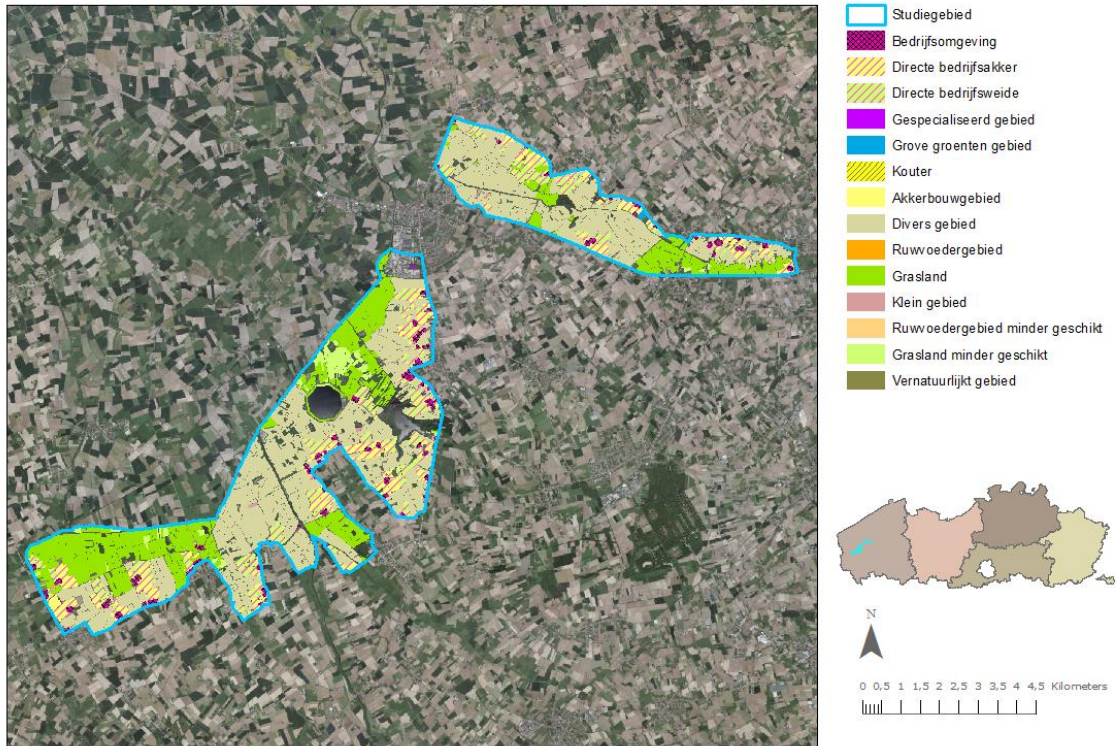 Studiegebied
Bedrijfsomgeving
Directe bedrijfsakker
Directe bedrijfsweide
Gespecialiseerd gebied
Grove groenten gebied
Kouter
Akkerbouwgebied
Divers gebied
Ruwvoedergebied
Grasland
Klein gebied
Ruwvoedergebied minder geschikt
Grasland minder geschikt
Vernatuurlijkt gebied
N
0 0,5 1 1,5 2 2,5 3 3,5 4 4,5 Kilometers